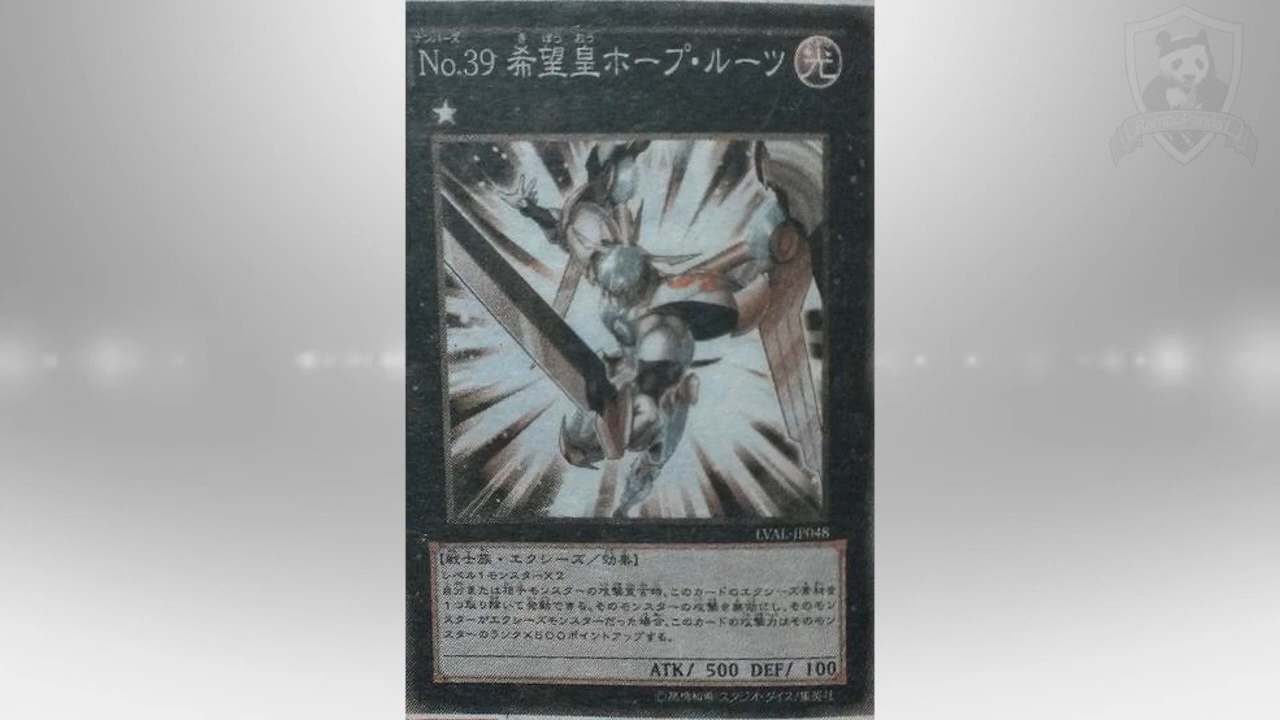 ナンバーズ きぼうおう
No.39 希望皇ホープ・ルーツ 光
LVAL-JP048
【戦士族・エクシーズ／効果】
レベル1モンスター×2
自分または相手モンスターの攻撃宣言時、このカードのエクシーズ素材を
1つ取り除いて発動できる。そのモンスターの攻撃を無効にし、そのモン
スターがエクシーズモンスターだった場合、このカードの攻撃力はそのモン
スターのランク×500ポイントアップする。
ATK/ 500 DEF/ 100
©高橋和希 スタジオ・ダイス/集英社